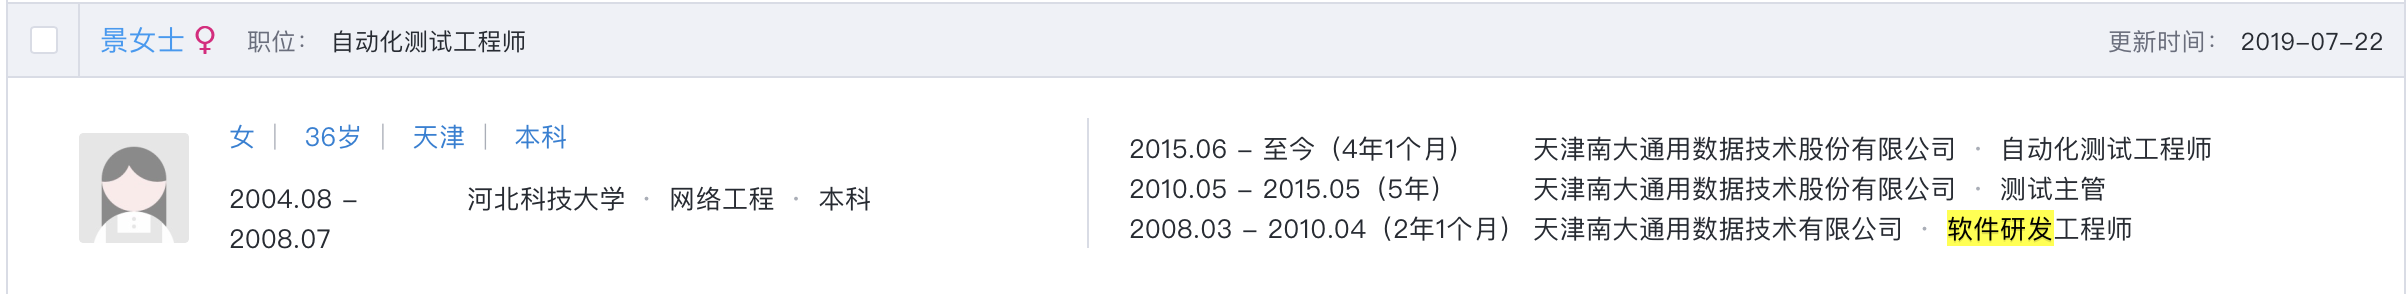 景女士 职位： 自动化测试工程师 更新时间： 2019-07-22
女 36岁 天津 本科
2004.08 - 2008.07 河北科技大学 · 网络工程 · 本科
2015.06 - 至今（4年1个月） 天津南大通用数据技术股份有限公司 · 自动化测试工程师
2010.05 - 2015.05（5年） 天津南大通用数据技术股份有限公司 · 测试主管
2008.03 - 2010.04（2年1个月） 天津南大通用数据技术有限公司 · 软件研发工程师